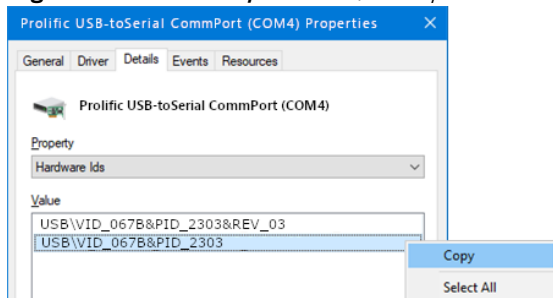 Prolific USB-toSerial CommPort (COM4) Properties
General Driver Details Events Resources
Prolific USB-toSerial CommPort (COM4)
Property
Hardware Ids
Value
USB\VID_067B&PID_2303&REV_03
USB\VID_067B&PID_2303
Copy
Select All